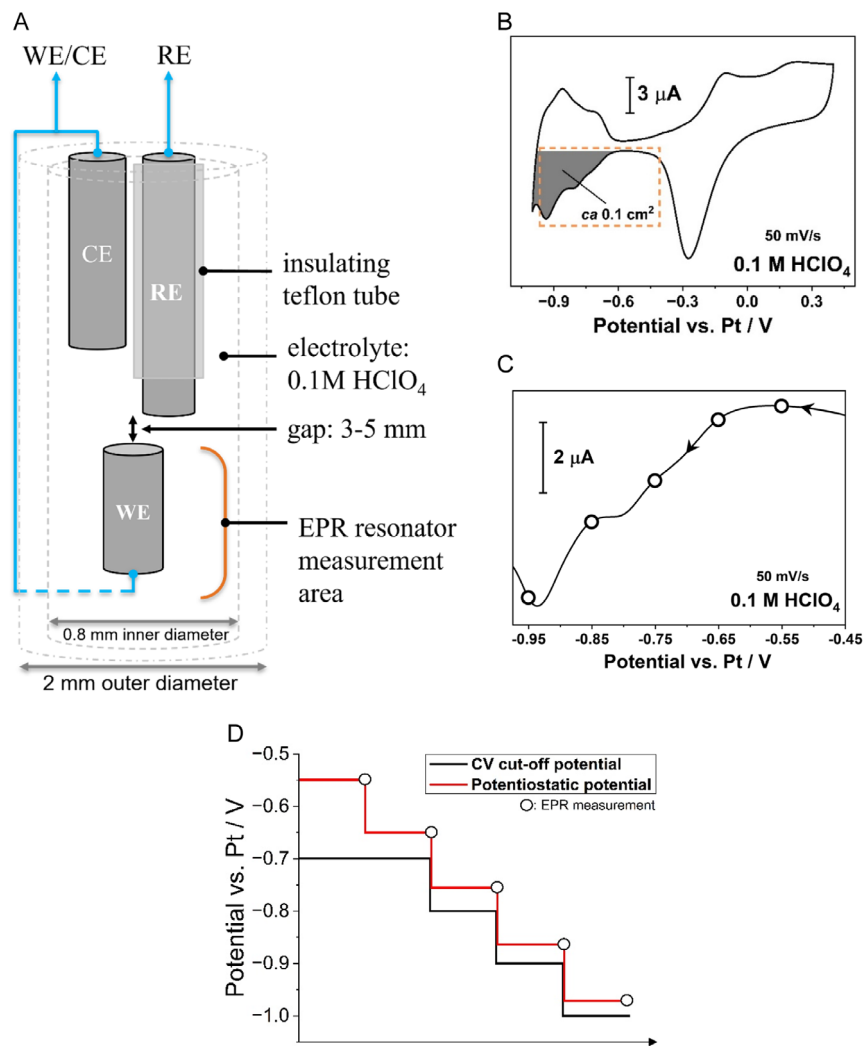 A
WE/CE
RE
CE
RE
insulating
teflon tube
electrolyte:
0.1M HClO₄
gap: 3-5 mm
WE
EPR resonator
measurement
area
0.8 mm inner diameter
2 mm outer diameter
B
3 µA
ca 0.1 cm²
50 mV/s
0.1 M HClO₄
−0.9
−0.6
−0.3
0.0
0.3
Potential vs. Pt / V
C
2 µA
50 mV/s
0.1 M HClO₄
-0.95
-0.85
-0.75
-0.65
-0.55
-0.45
Potential vs. Pt / V
D
CV cut-off potential
Potentiostatic potential
○: EPR measurement
−0.5
−0.6
−0.7
−0.8
−0.9
−1.0
Potential vs. Pt / V